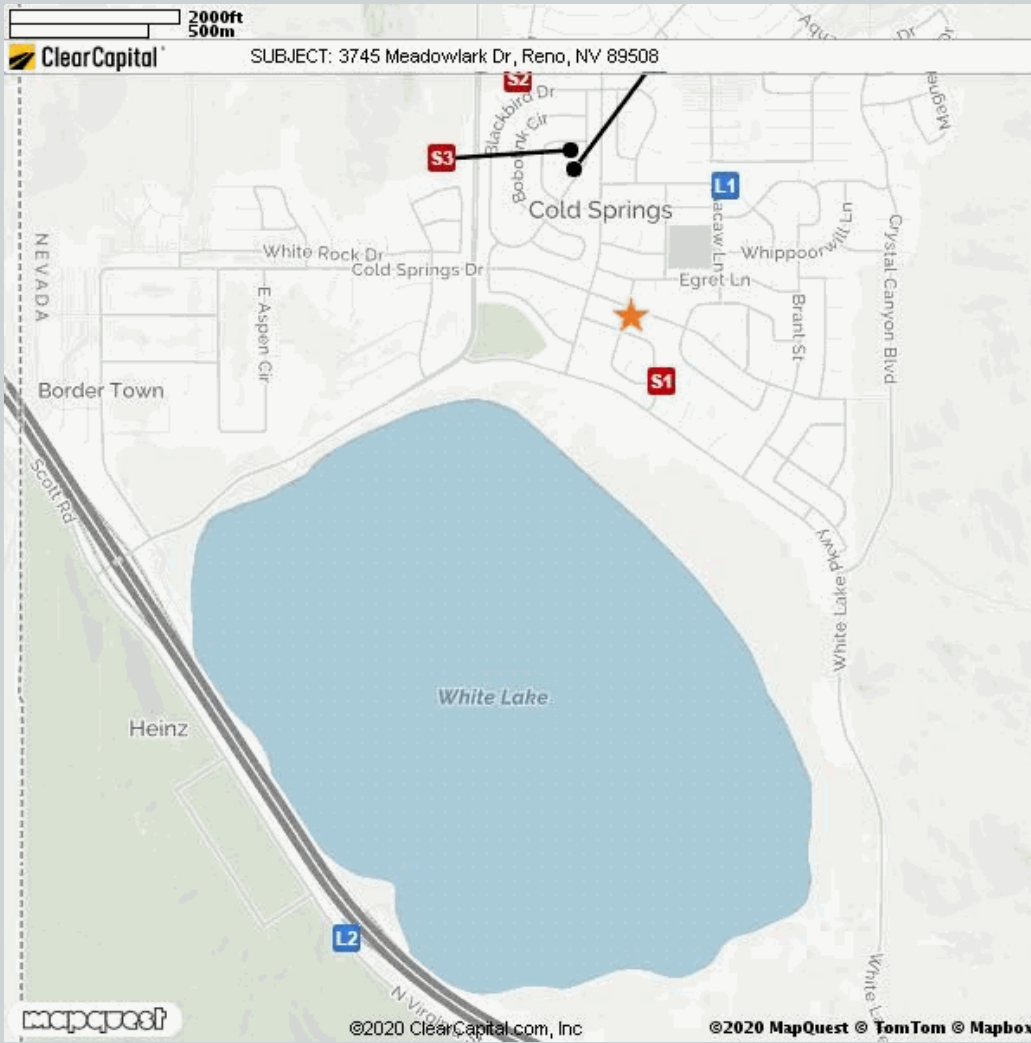 2000ft
500m
ClearCapital
SUBJECT: 3745 Meadowlark Dr, Reno, NV 89508
Dr
S2
Blackbird Dr
S3
L1
Cold Springs
NEVADA
White Rock Dr
Cold Springs Dr
Whippoorwill Ln
Egret Ln
Crystal Canyon Blvd
E Aspen Cir
Brant St
Border Town
S1
Scott Rd
White Lake Pkwy
White Lake
Heinz
L2
mapquest
©2020 ClearCapital.com, Inc
©2020 MapQuest © TomTom © Mapbox